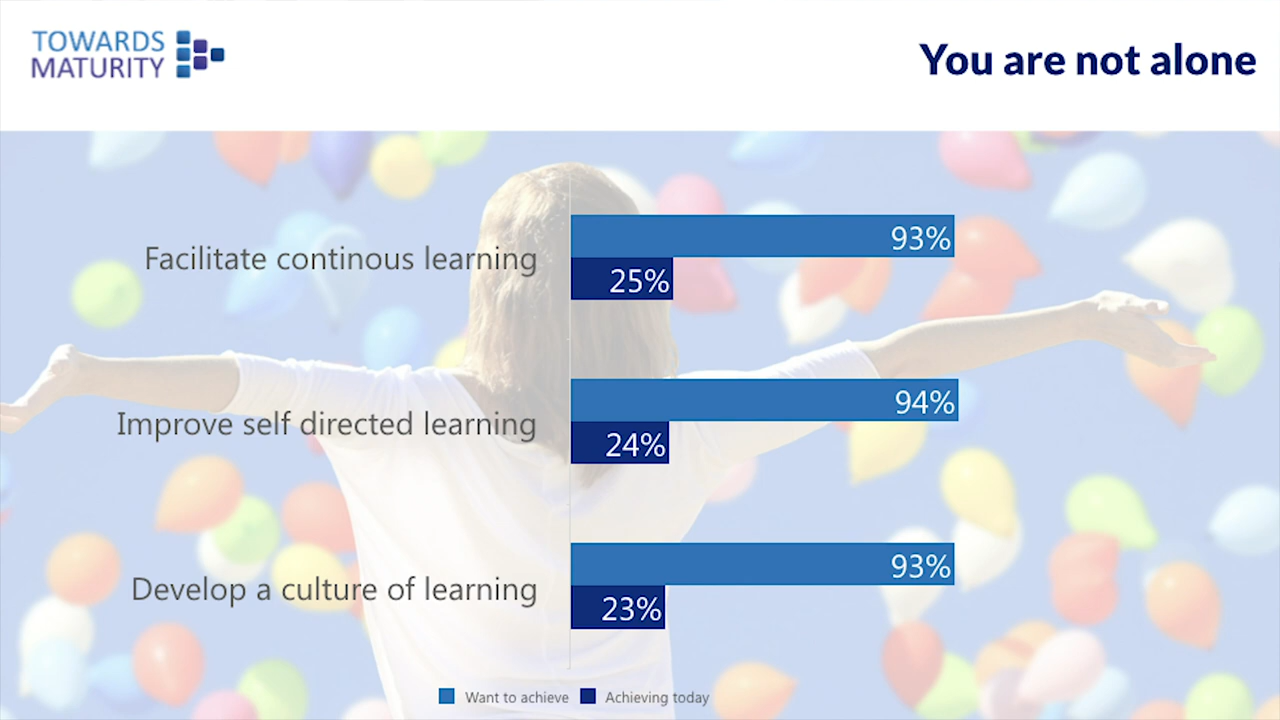 TOWARDS
MATURITY
You are not alone
Facilitate continous learning
93%
25%
Improve self directed learning
94%
24%
Develop a culture of learning
93%
23%
Want to achieve
Achieving today